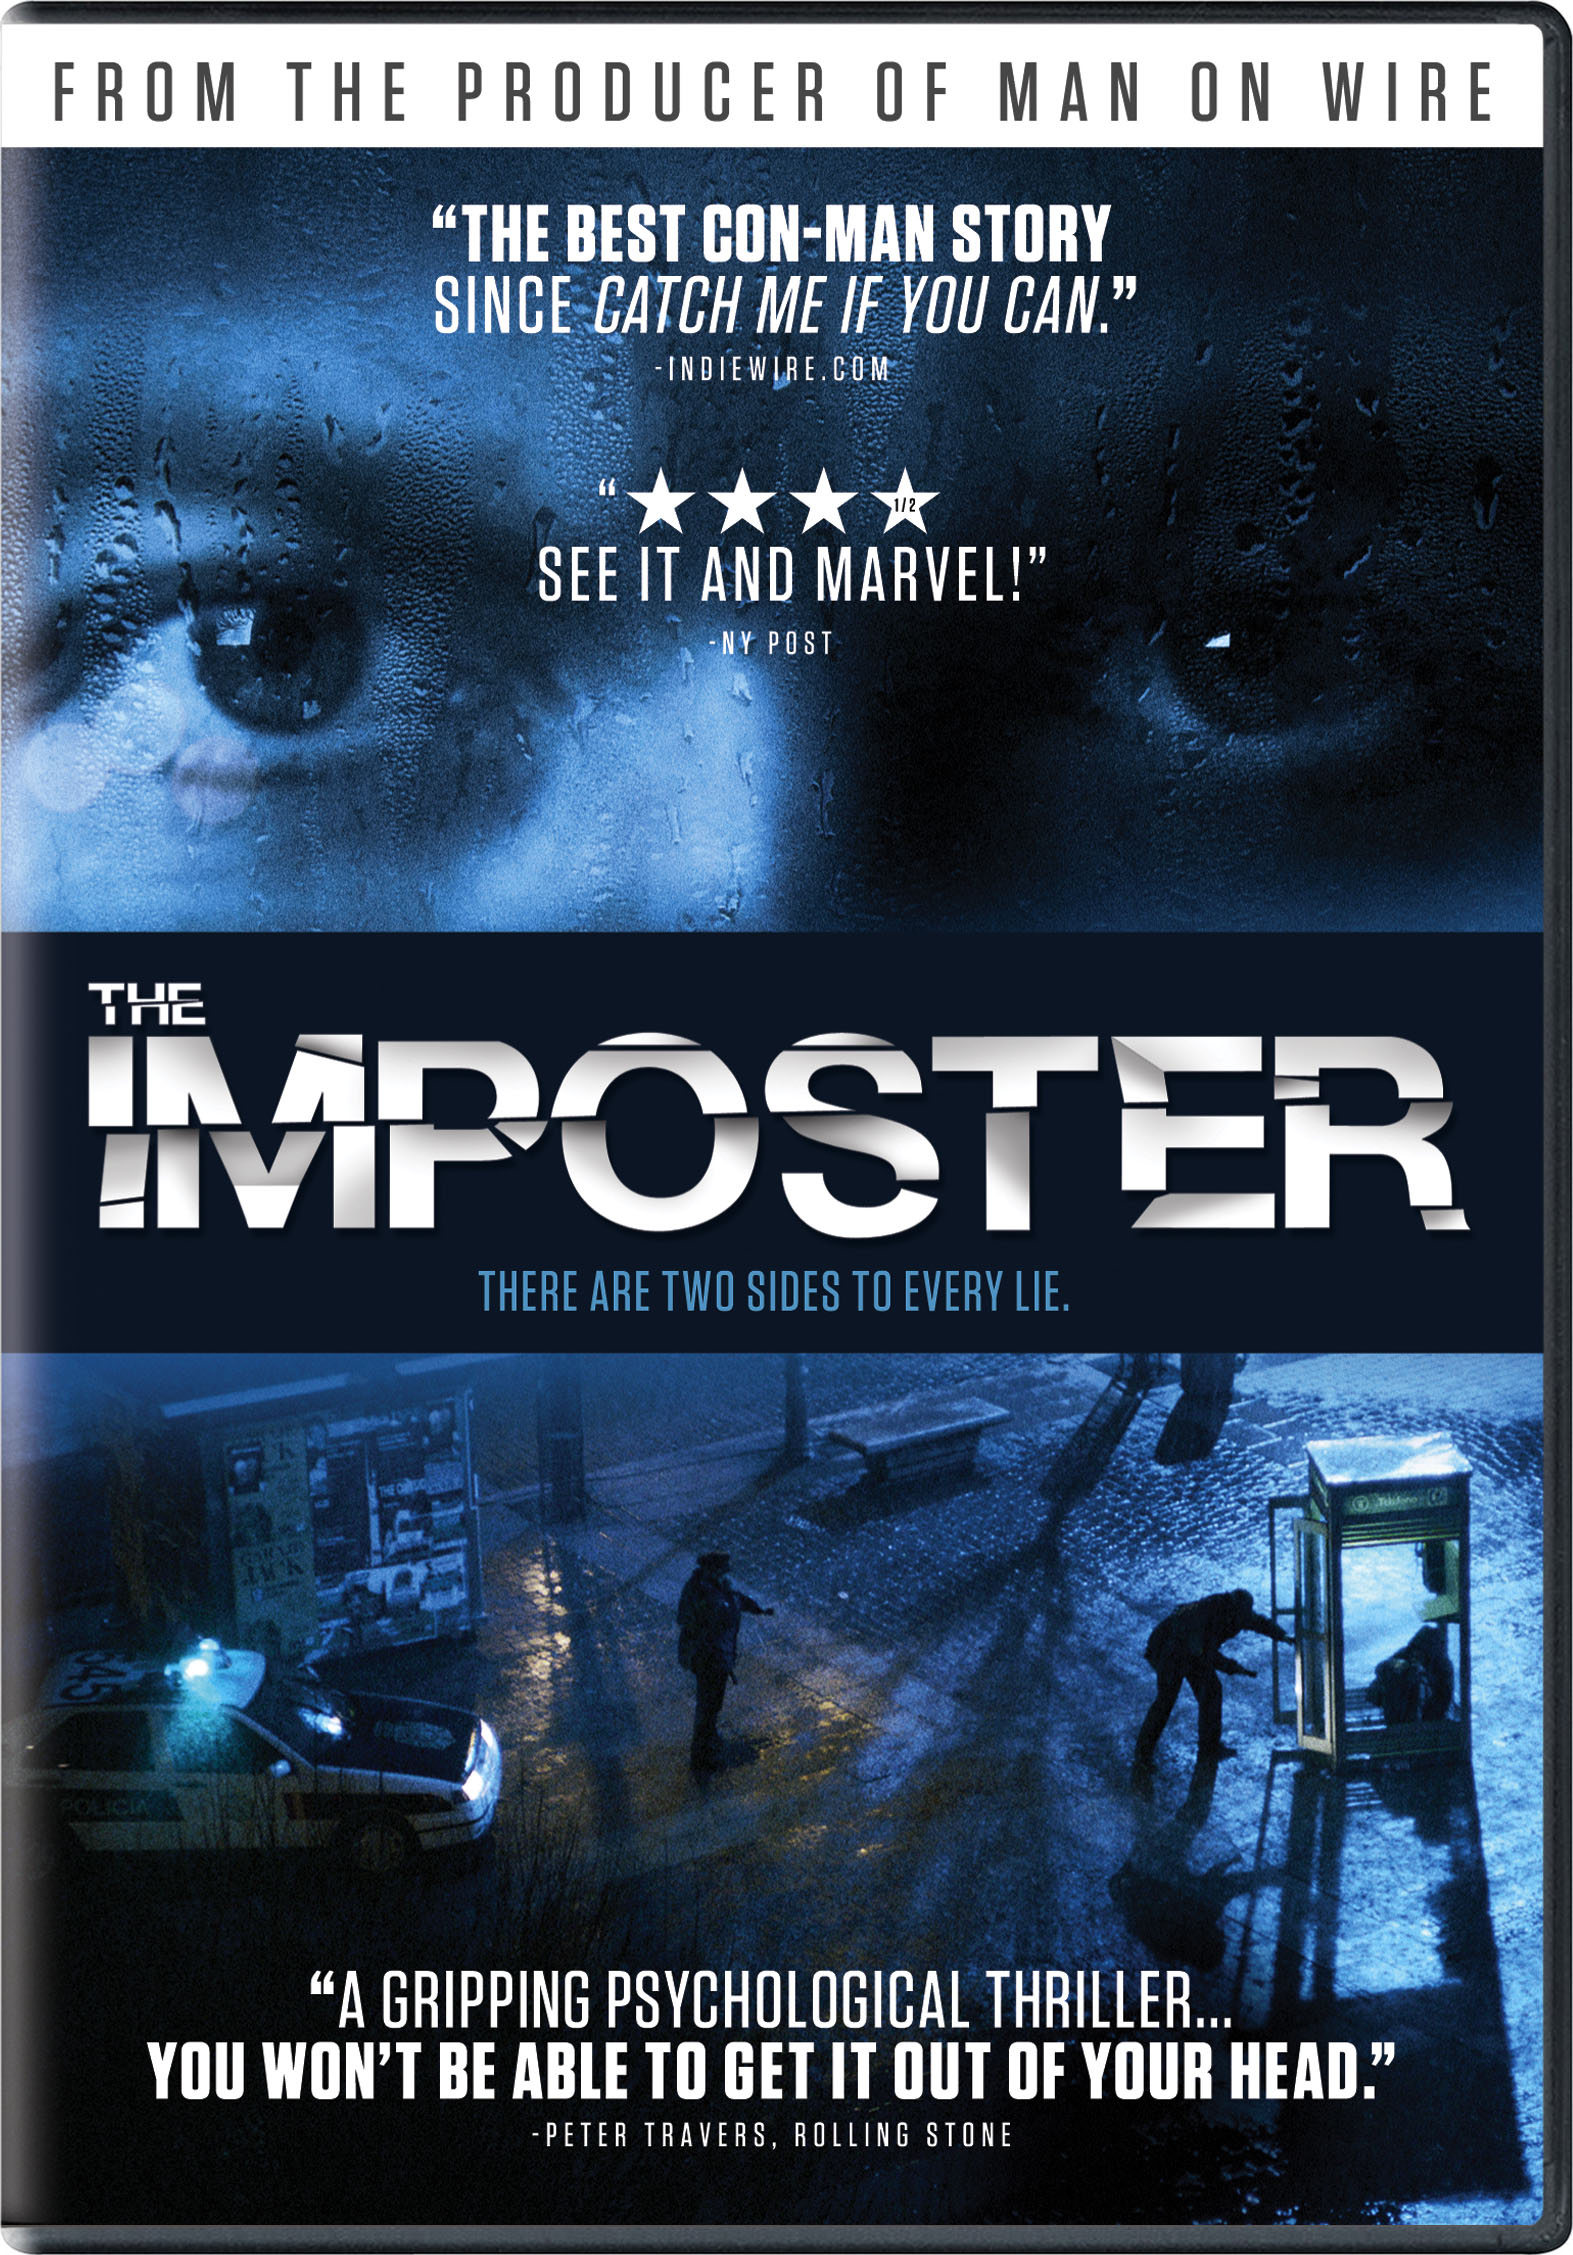 FROM THE PRODUCER OF MAN ON WIRE
“THE BEST CON-MAN STORY
SINCE CATCH ME IF YOU CAN.”
-INDIEWIRE.COM
“★★★★ 1/2
SEE IT AND MARVEL!”
-NY POST
THE
IMPOSTER
THERE ARE TWO SIDES TO EVERY LIE.
645
POLICIA
“A GRIPPING PSYCHOLOGICAL THRILLER...
YOU WON’T BE ABLE TO GET IT OUT OF YOUR HEAD.”
-PETER TRAVERS, ROLLING STONE